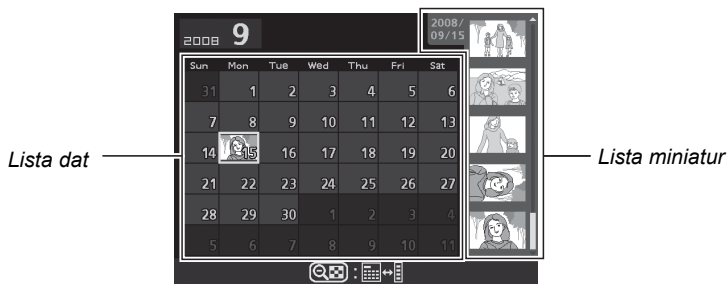 2008 9
2008/
09/15
Sun Mon Tue Wed Thu Fri Sat
31 1 2 3 4 5 6
7 8 9 10 11 12 13
14 15 16 17 18 19 20
21 22 23 24 25 26 27
28 29 30 1 2 3 4
5 6 7 8 9 10 11
:
Lista dat
Lista miniatur